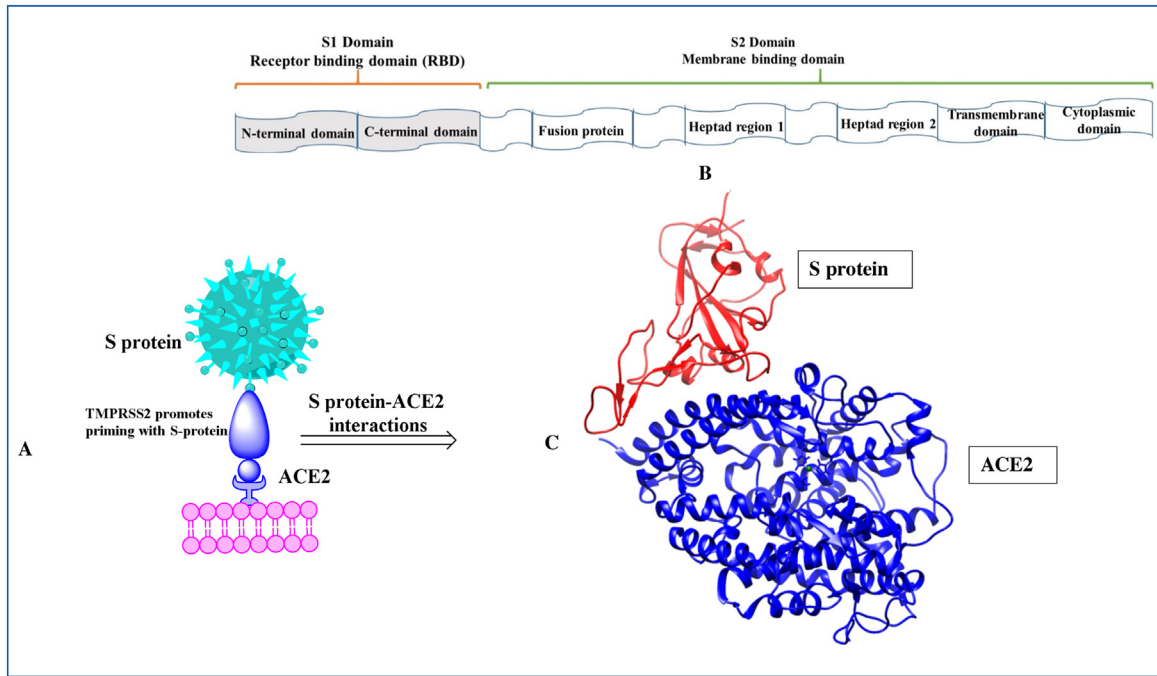 S1 Domain
Receptor binding domain (RBD)
S2 Domain
Membrane binding domain
N-terminal domain
C-terminal domain
Fusion protein
Heptad region 1
Heptad region 2
Transmembrane
domain
Cytoplasmic
domain
B
S protein
S protein
TMPRSS2 promotes
priming with S-protein
S protein-ACE2
interactions
A
ACE2
C
ACE2